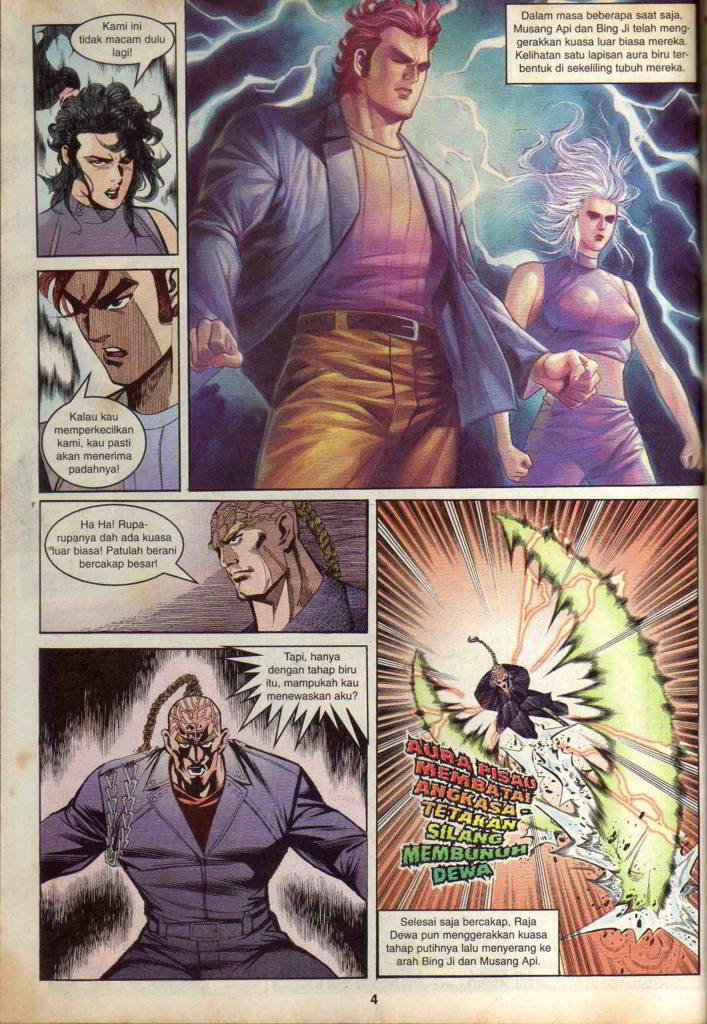 Kami ini
tidak macam dulu
lagi!
Dalam masa beberapa saat saja,
Musang Api dan Bing Ji telah meng-
gerakkan kuasa luar biasa mereka.
Kelihatan satu lapisan aura biru ter-
bentuk di sekeliling tubuh mereka.
Kalau kau
memperkecilkan
kami, kau pasti
akan menerima
padahnya!
Ha Ha! Rupa-
rupanya dah ada kuasa
luar biasa! Patulah berani
bercakap besar!
Tapi, hanya
dengan tahap biru
itu, mampukah kau
menewaskan aku?
AURA PISAU
MEMBATAI
ANGKASA -
TETAKAN
SILANG
MEMBUNUH
DEWA
Selesai saja bercakap, Raja
Dewa pun menggerakkan kuasa
tahap putihnya lalu menyerang ke
arah Bing Ji dan Musang Api.
4